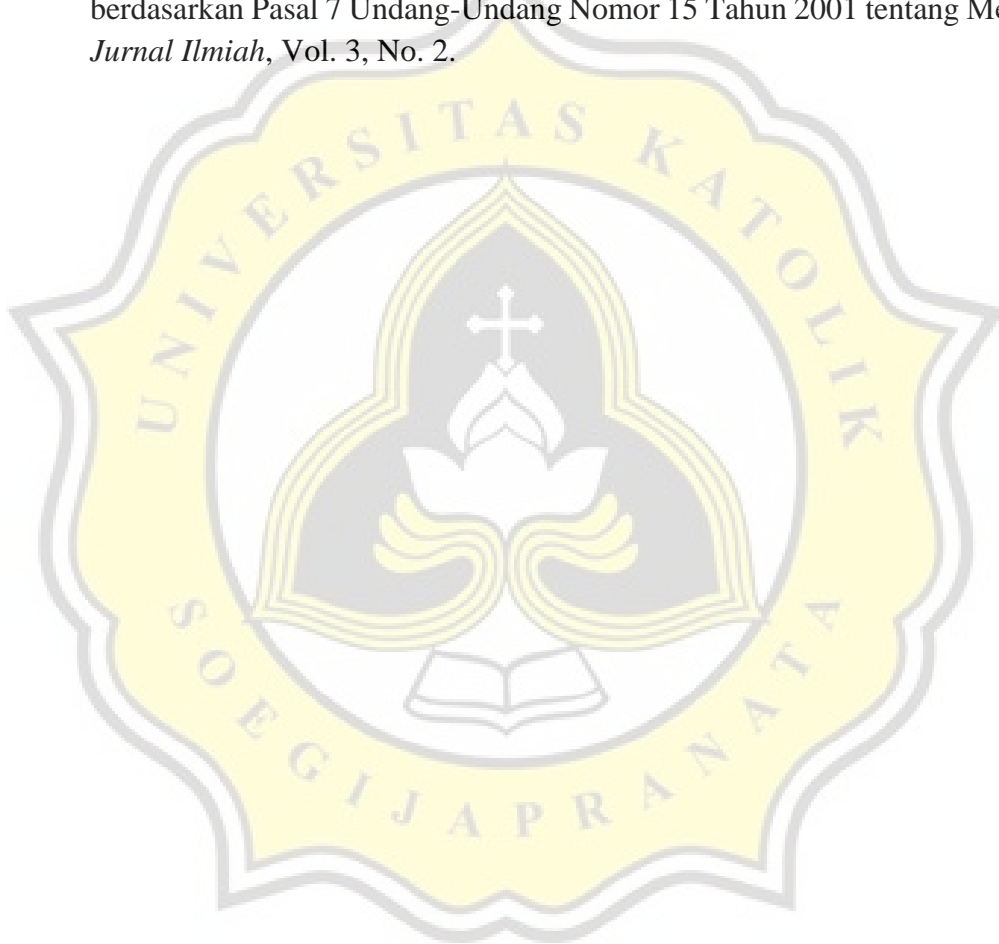 berdasarkan Pasal 7 Undang-Undang Nomor 15 Tahun 2001 tentang
Jurnal Ilmiah, Vol. 3, No. 2.
UNIVERSITAS KATOLIK
SOEGIJAPRANATA